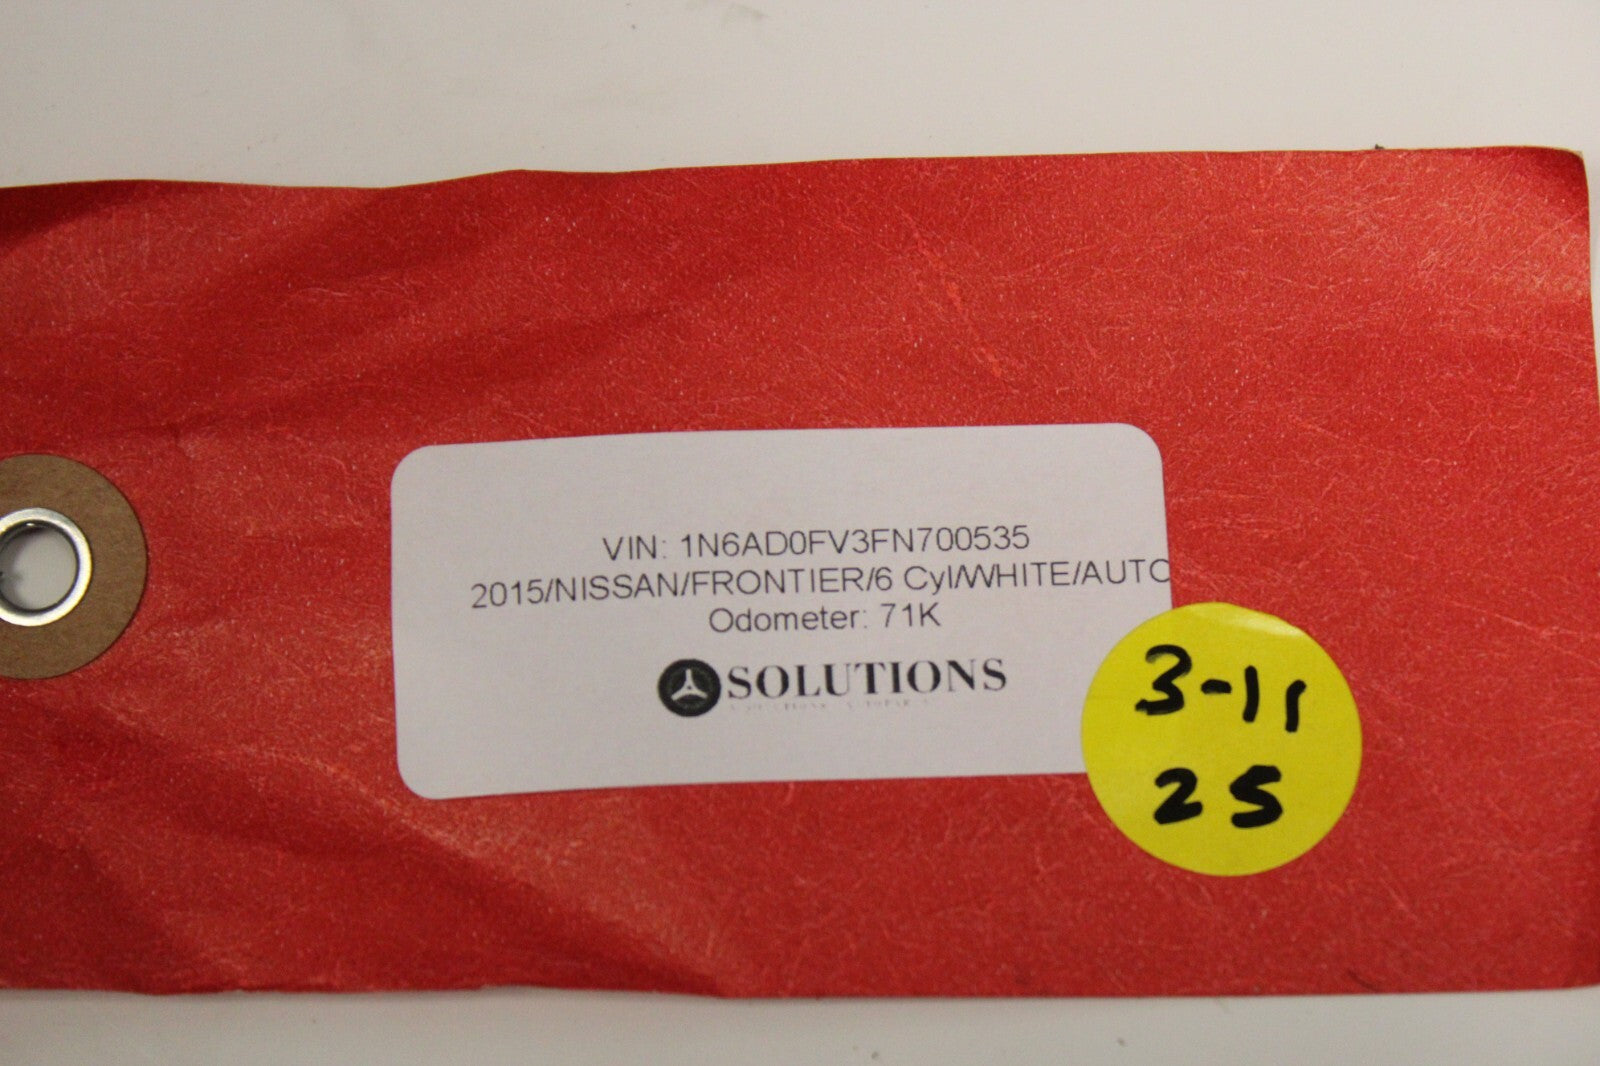 VIN: 1N6AD0FV3FN700535
2015/NISSAN/FRONTIER/6 Cyl/WHITE/AUTO
Odometer: 71K
SOLUTIONS
3-11
25